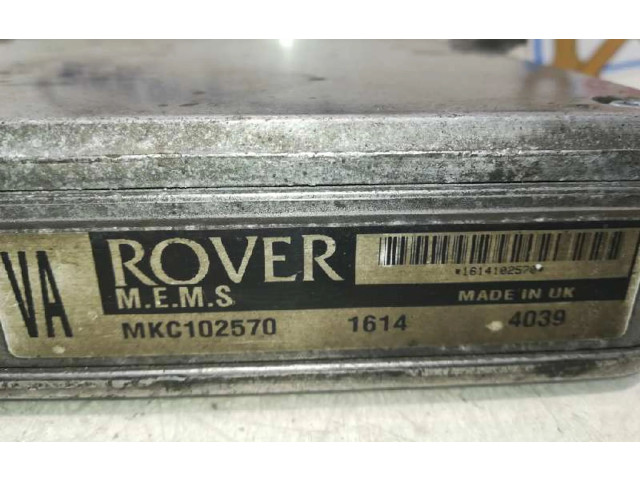 VA
ROVER
*1614102570*
M.E.M.S
MADE IN UK
MKC102570 1614 4039